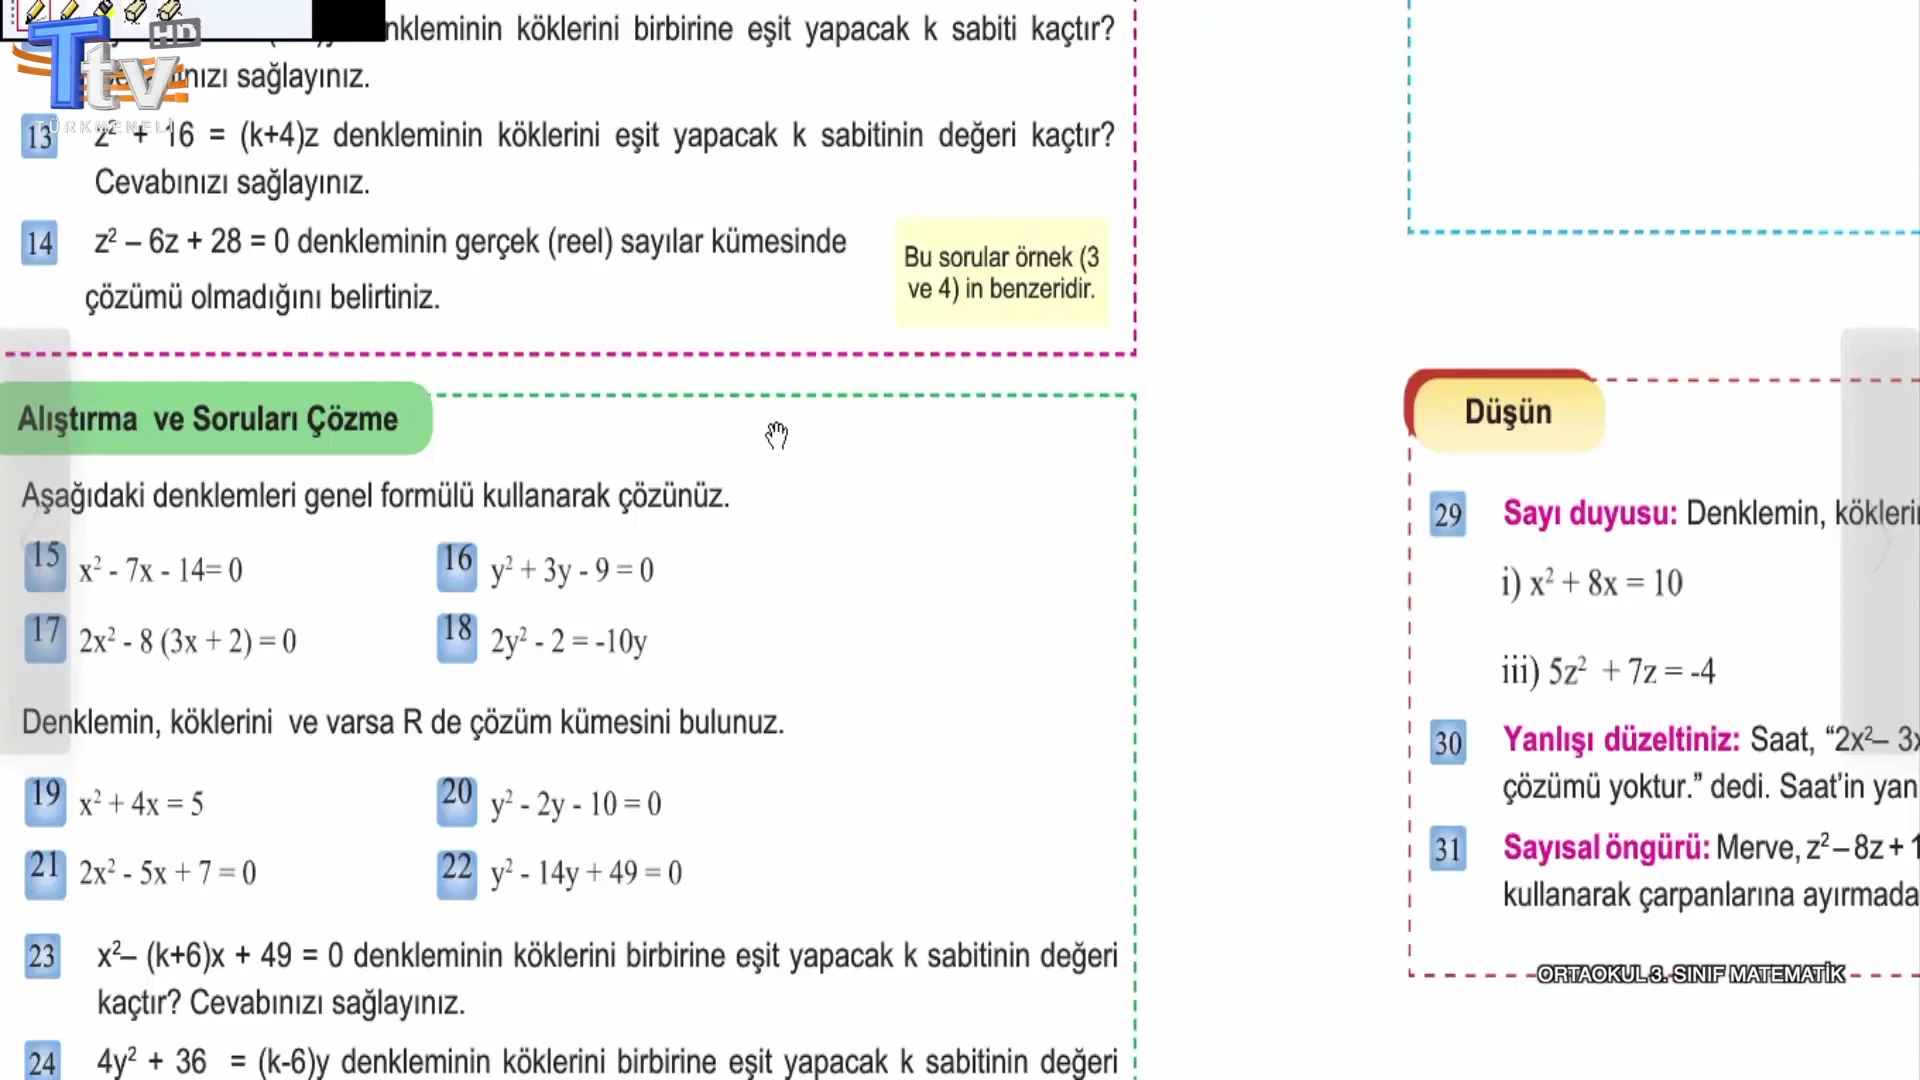 Ttv HD
TÜRKMENELİ
nkleminin köklerini birbirine eşit yapacak k sabiti kaçtır?
nızı sağlayınız.
13 z² + 16 = (k+4)z denkleminin köklerini eşit yapacak k sabitinin değeri kaçtır?
Cevabınızı sağlayınız.
14 z² – 6z + 28 = 0 denkleminin gerçek (reel) sayılar kümesinde
çözümü olmadığını belirtiniz.
Bu sorular örnek (3
ve 4) in benzeridir.
Alıştırma ve Soruları Çözme
Aşağıdaki denklemleri genel formülü kullanarak çözünüz.
15 x² - 7x - 14= 0
16 y² + 3y - 9 = 0
17 2x² - 8 (3x + 2) = 0
18 2y² - 2 = -10y
Denklemin, köklerini ve varsa R de çözüm kümesini bulunuz.
19 x² + 4x = 5
20 y² - 2y - 10 = 0
21 2x² - 5x + 7 = 0
22 y² - 14y + 49 = 0
23 x²– (k+6)x + 49 = 0 denkleminin köklerini birbirine eşit yapacak k sabitinin değeri
kaçtır? Cevabınızı sağlayınız.
24 4y² + 36 = (k-6)y denkleminin köklerini birbirine eşit yapacak k sabitinin değeri
Düşün
29 Sayı duyusu: Denklemin, köklerin
i) x² + 8x = 10
iii) 5z² + 7z = -4
30 Yanlışı düzeltiniz: Saat, “2x²– 3x
çözümü yoktur.” dedi. Saat’in yan
31 Sayısal öngürü: Merve, z² – 8z + 1
kullanarak çarpanlarına ayırmada
ORTAOKUL 3. SINIF MATEMATİK